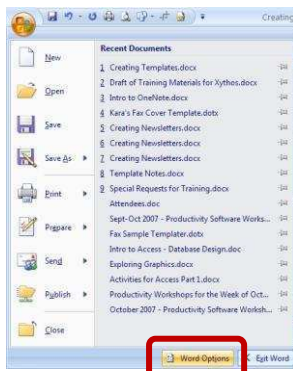 Creating
New
Open
Save
Save As
Print
Prepare
Send
Publish
Close
Recent Documents
1 Creating Templates.docx
2 Draft of Training Materials for Xythos.docx
3 Intro to OneNote.docx
4 Kara's Fax Cover Template.dotx
5 Creating Newsletters.docx
6 Creating Newsletters.docx
7 Creating Newsletters.docx
8 Template Notes.docx
9 Special Requests for Training.docx
Attendees.doc
Sept-Oct 2007 - Productivity Software Works...
Fax Sample Templater.dotx
Intro to Access - Database Design.doc
Exploring Graphics.docx
Activities for Access Part 1.docx
Productivity Workshops for the Week of Oct...
October 2007 - Productivity Software Worksh...
Word Options
Exit Word